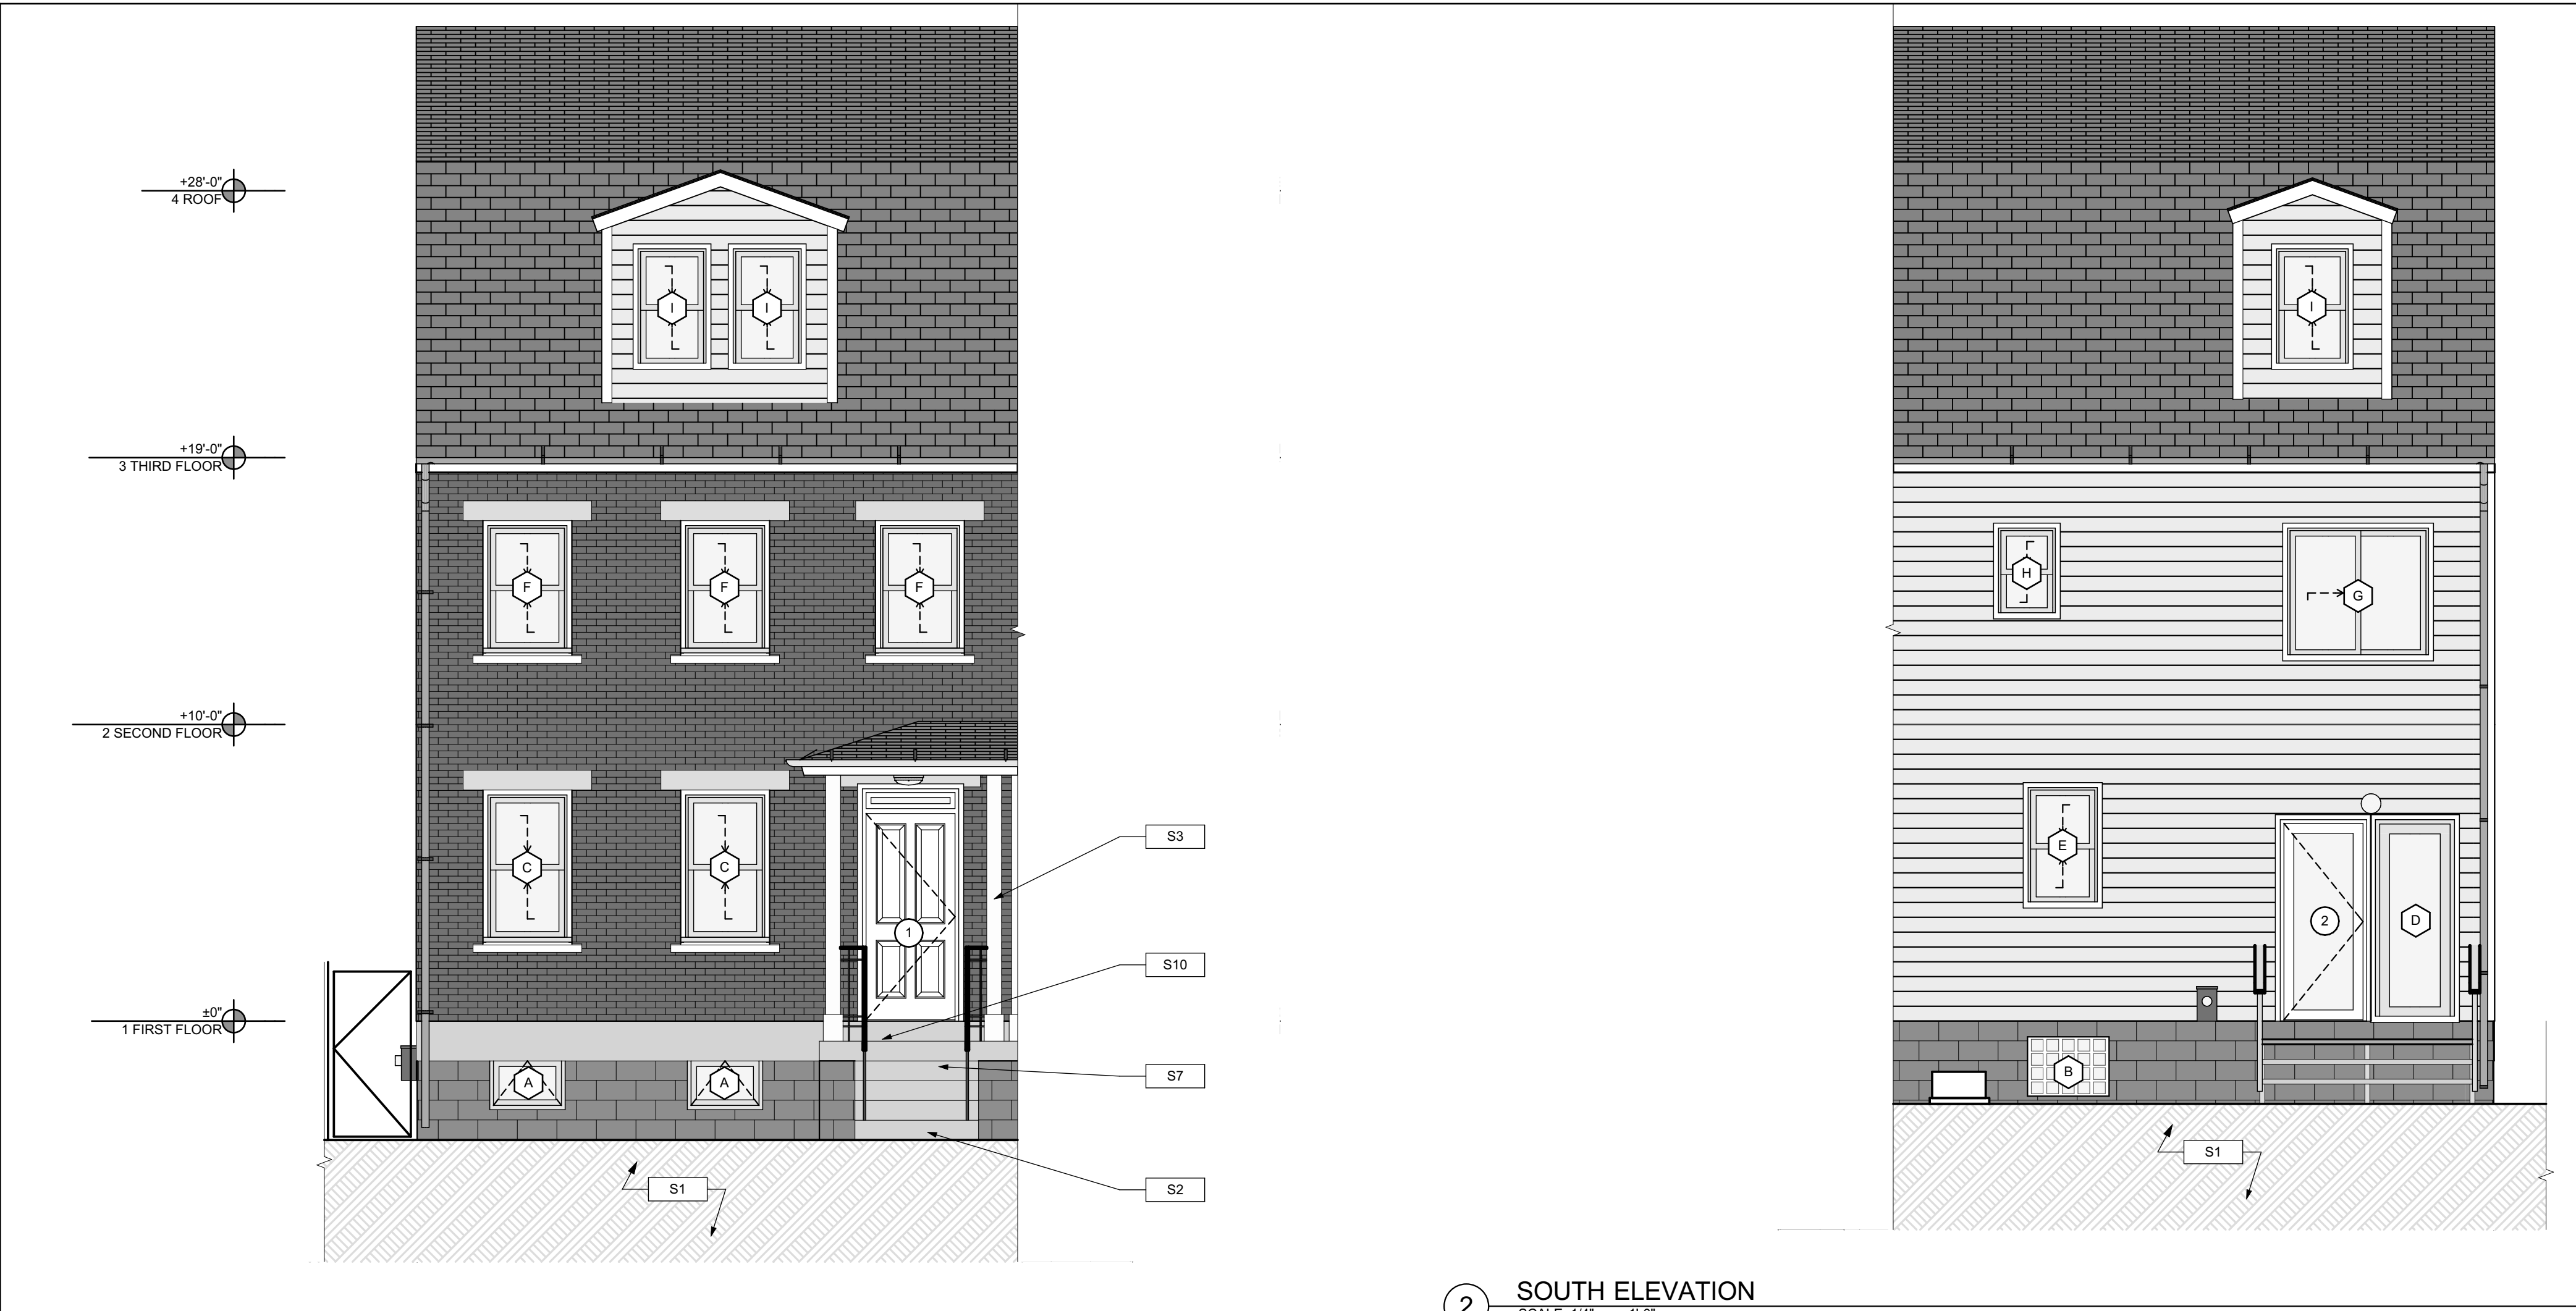 +28'-0"
4 ROOF
I
I
I
+19'-0"
3 THIRD FLOOR
F
F
F
H
G
+10'-0"
2 SECOND FLOOR
C
C
1
S3
E
2
D
S10
±0"
1 FIRST FLOOR
A
A
S7
B
S2
S1
S1
2
SOUTH ELEVATION